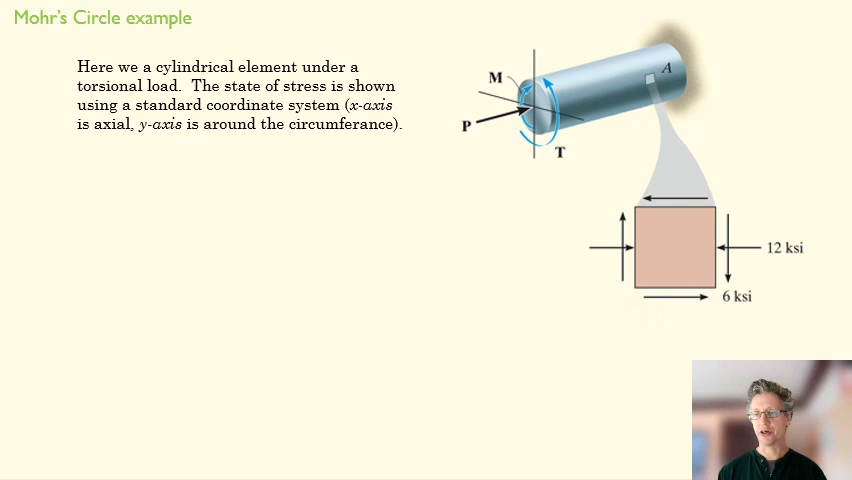 Mohr's Circle example
Here we a cylindrical element under a
torsional load. The state of stress is shown
using a standard coordinate system (x-axis
is axial, y-axis is around the circumferance).
M
A
P
T
12 ksi
6 ksi